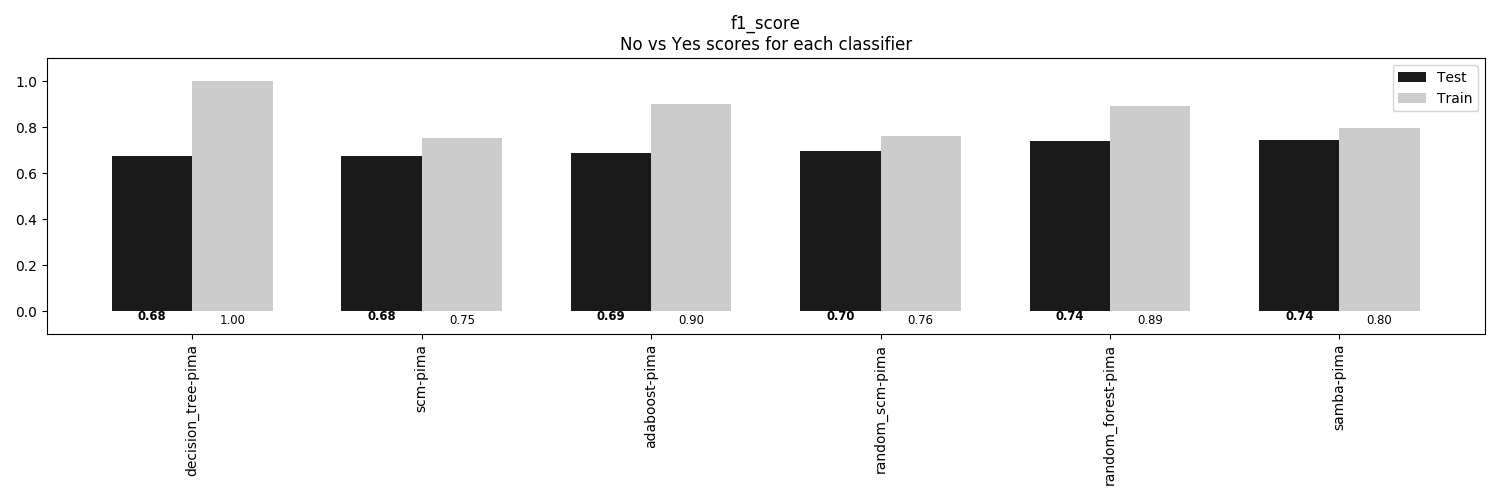 f1_score
No vs Yes scores for each classifier
Test
Train
1.0
0.8
0.6
0.4
0.2
0.0
0.68 1.00 0.68 0.75 0.69 0.90 0.70 0.76 0.74 0.89 0.74 0.80
decision_tree-pima
scm-pima
adaboost-pima
random_scm-pima
random_forest-pima
samba-pima